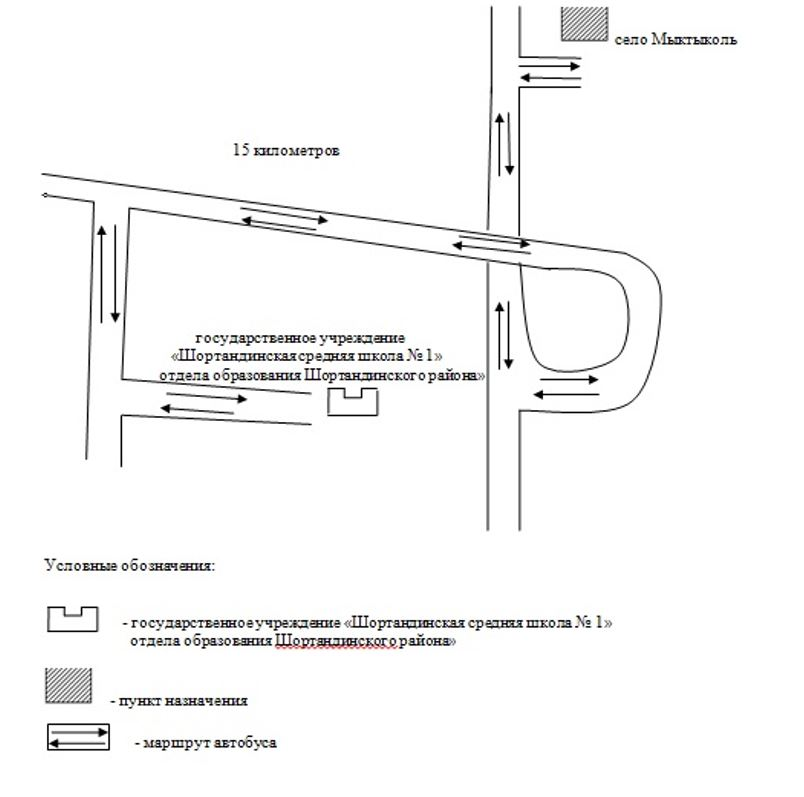 село Мыктыколь
15 километров
государственное учреждение
«Шортандинская средняя школа № 1»
отдела образования Шортандинского района»
Условные обозначения:
- государственное учреждение «Шортандинская средняя школа № 1»
отдела образования Шортандинского района»
- пункт назначения
- маршрут автобуса